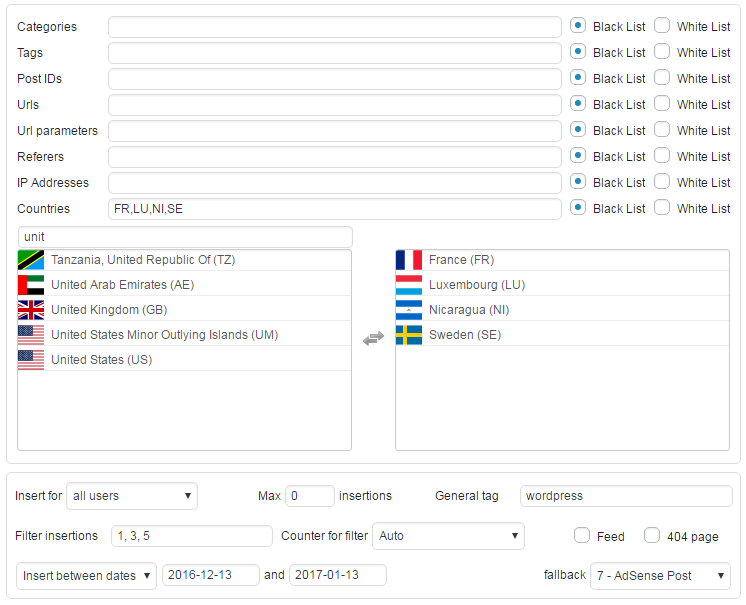 Categories Black List White List
Tags Black List White List
Post IDs Black List White List
Urls Black List White List
Url parameters Black List White List
Referers Black List White List
IP Addresses Black List White List
Countries FR,LU,NI,SE Black List White List
unit
Tanzania, United Republic Of (TZ) France (FR)
United Arab Emirates (AE) Luxembourg (LU)
United Kingdom (GB) Nicaragua (NI)
United States Minor Outlying Islands (UM) Sweden (SE)
United States (US)
Insert for all users Max 0 insertions General tag wordpress
Filter insertions 1, 3, 5 Counter for filter Auto Feed 404 page
Insert between dates 2016-12-13 and 2017-01-13 fallback 7 - AdSense Post